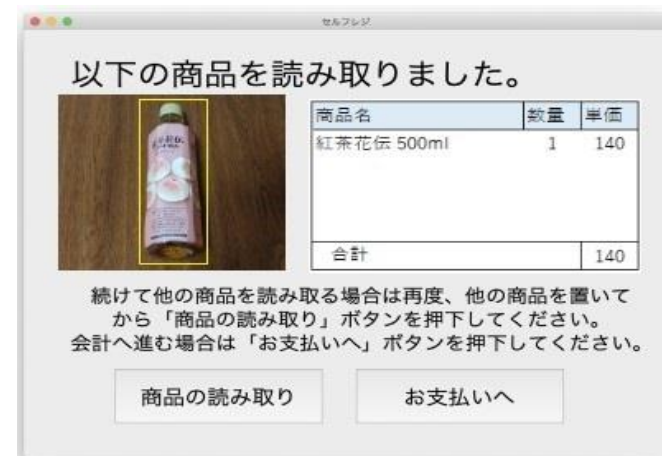 セルフレジ
以下の商品を読み取りました。
商品名 数量 単価
紅茶花伝 500ml 1 140
合計 140
続けて他の商品を読み取る場合は再度、他の商品を置いて
から「商品の読み取り」ボタンを押下してください。
会計へ進む場合は「お支払いへ」ボタンを押下してください。
商品の読み取り お支払いへ